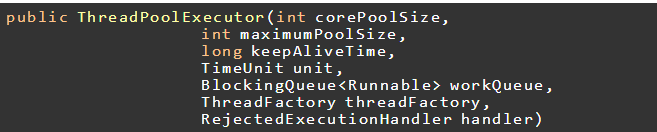 public ThreadPoolExecutor(int corePoolSize,
int maximumPoolSize,
long keepAliveTime,
TimeUnit unit,
BlockingQueue<Runnable> workQueue,
ThreadFactory threadFactory,
RejectedExecutionHandler handler)